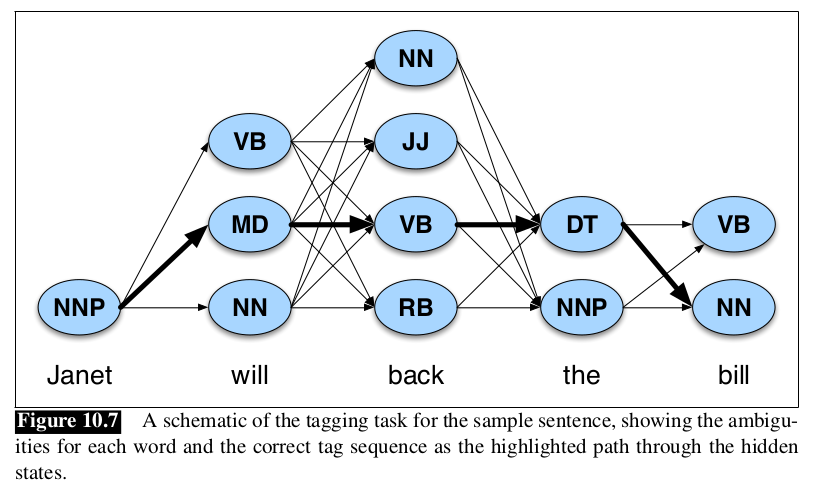 NN
VB JJ
MD VB DT VB
NNP NN RB NNP NN
Janet will back the bill
Figure 10.7 A schematic of the tagging task for the sample sentence, showing the ambigu-
ities for each word and the correct tag sequence as the highlighted path through the hidden
states.